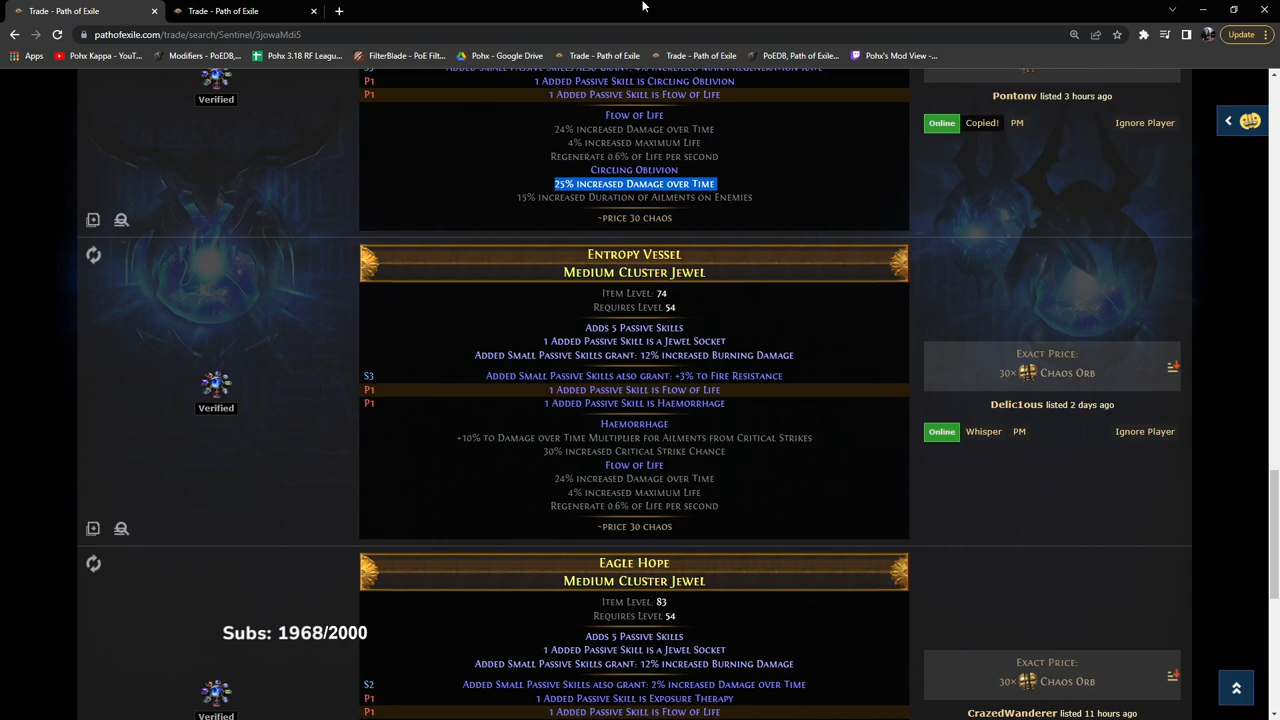 Trade - Path of Exile
Trade - Path of Exile
pathofexile.com/trade/search/Sentinel/3jowaMdi5
Update
Apps
Pohx Kappa - YouT...
Modifiers - PoEDB,...
Pohx 3.18 RF Leagu...
FilterBlade - PoE Filt...
Pohx - Google Drive
Trade - Path of Exile
Trade - Path of Exile
PoEDB, Path of Exile...
Pohx's Mod View -...
P1 1 Added Passive Skill is Circling Oblivion
P1 1 Added Passive Skill is Flow of Life
Flow of Life
24% increased Damage over Time
4% increased maximum Life
Regenerate 0.6% of Life per second
Circling Oblivion
25% increased Damage over Time
15% increased Duration of Ailments on Enemies
~price 30 chaos
Verified
Pontonv listed 3 hours ago
Online Copied! PM Ignore Player
Entropy Vessel
Medium Cluster Jewel
Item Level: 74
Requires Level 54
Adds 5 Passive Skills
1 Added Passive Skill is a Jewel Socket
Added Small Passive Skills grant: 12% increased Burning Damage
S3 Added Small Passive Skills also grant: +3% to Fire Resistance
P1 1 Added Passive Skill is Flow of Life
P1 1 Added Passive Skill is Haemorrhage
Haemorrhage
+10% to Damage over Time Multiplier for Ailments from Critical Strikes
30% increased Critical Strike Chance
Flow of Life
24% increased Damage over Time
4% increased maximum Life
Regenerate 0.6% of Life per second
~price 30 chaos
Verified
Exact Price:
30× Chaos Orb
Delic1ous listed 2 days ago
Online Whisper PM Ignore Player
Eagle Hope
Medium Cluster Jewel
Item Level: 83
Requires Level 54
Adds 5 Passive Skills
1 Added Passive Skill is a Jewel Socket
Added Small Passive Skills grant: 12% increased Burning Damage
S2 Added Small Passive Skills also grant: 2% increased Damage over Time
P1 1 Added Passive Skill is Exposure Therapy
P1 1 Added Passive Skill is Flow of Life
Verified
Exact Price:
30× Chaos Orb
CrazedWanderer listed 11 hours ago
Subs: 1968/2000